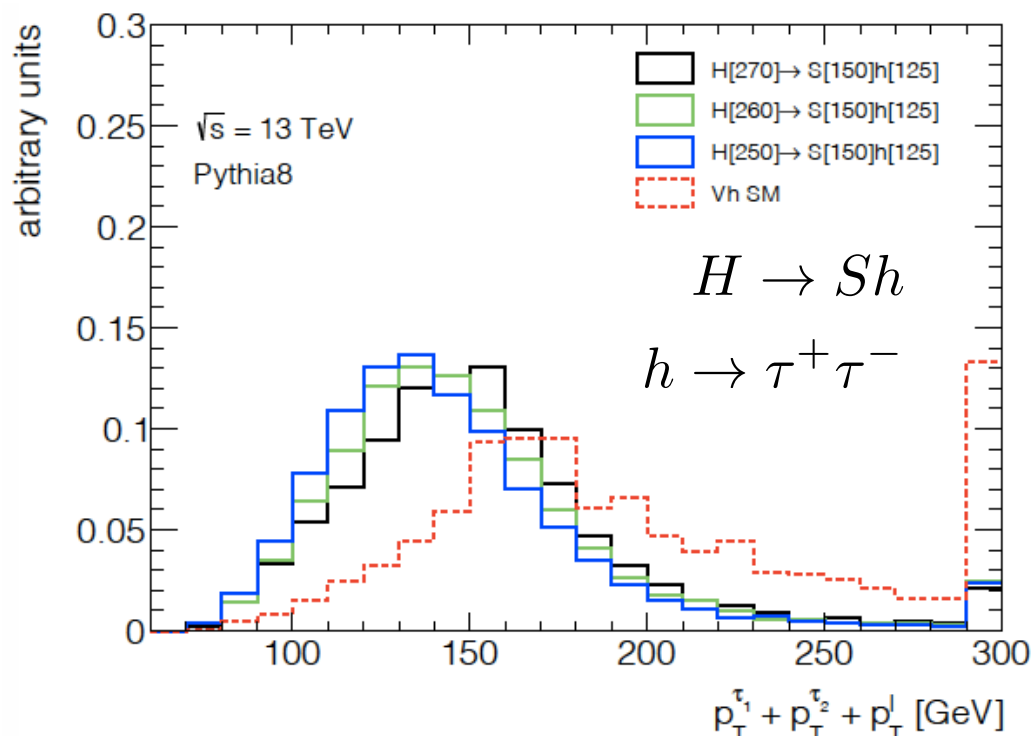 arbitrary units
0.3
0.25
0.2
0.15
0.1
0.05
0
√s = 13 TeV
Pythia8
H[270]→ S[150]h[125]
H[260]→ S[150]h[125]
H[250]→ S[150]h[125]
Vh SM
H → Sh
h → τ⁺τ⁻
100 150 200 250 300
p_T^{τ₁} + p_T^{τ₂} + p_T^l [GeV]